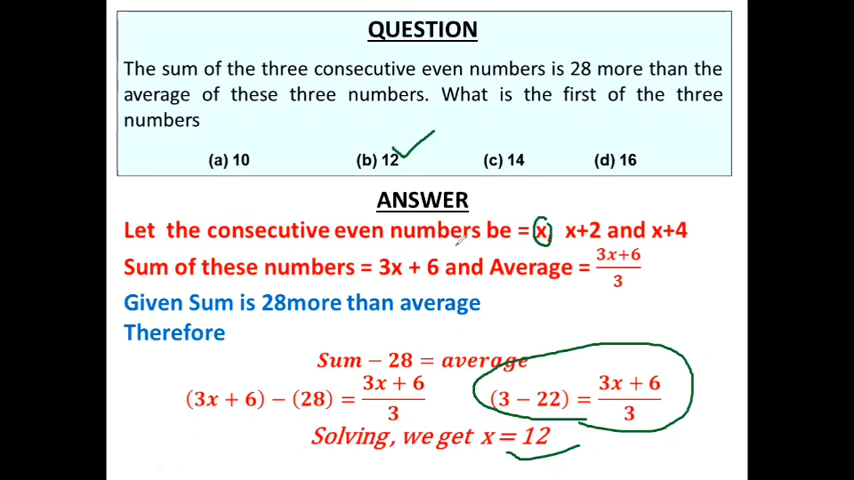 QUESTION
The sum of the three consecutive even numbers is 28 more than the
average of these three numbers. What is the first of the three
numbers
(a) 10 (b) 12 (c) 14 (d) 16
ANSWER
Let the consecutive even numbers be = x, x+2 and x+4
Sum of these numbers = 3x + 6 and Average = (3x+6)/3
Given Sum is 28more than average
Therefore
Sum − 28 = average
(3x + 6) − (28) = (3x + 6)/3 (3 − 22) = (3x + 6)/3
Solving, we get x = 12